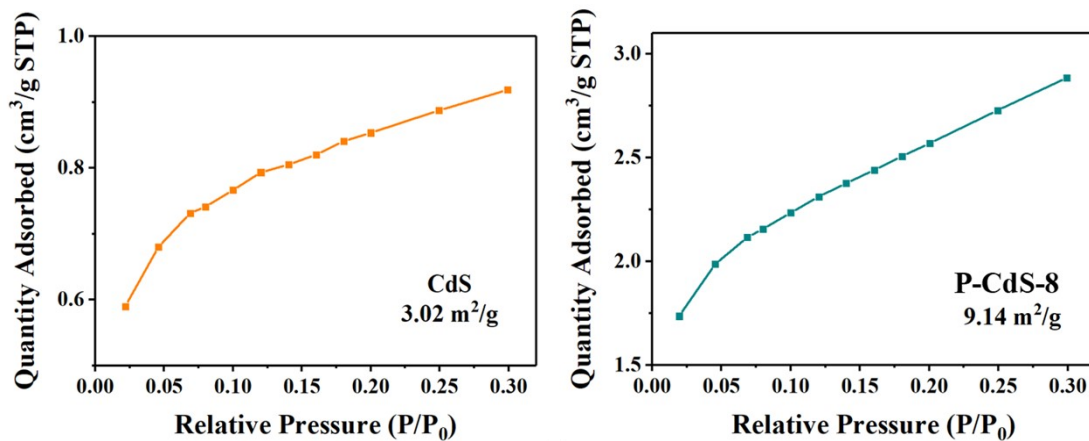 Quantity Adsorbed (cm³/g STP)
1.0
0.8
0.6
0.00 0.05 0.10 0.15 0.20 0.25 0.30
Relative Pressure (P/P₀)
CdS
3.02 m²/g
Quantity Adsorbed (cm³/g STP)
3.0
2.5
2.0
1.5
0.00 0.05 0.10 0.15 0.20 0.25 0.30
Relative Pressure (P/P₀)
P-CdS-8
9.14 m²/g